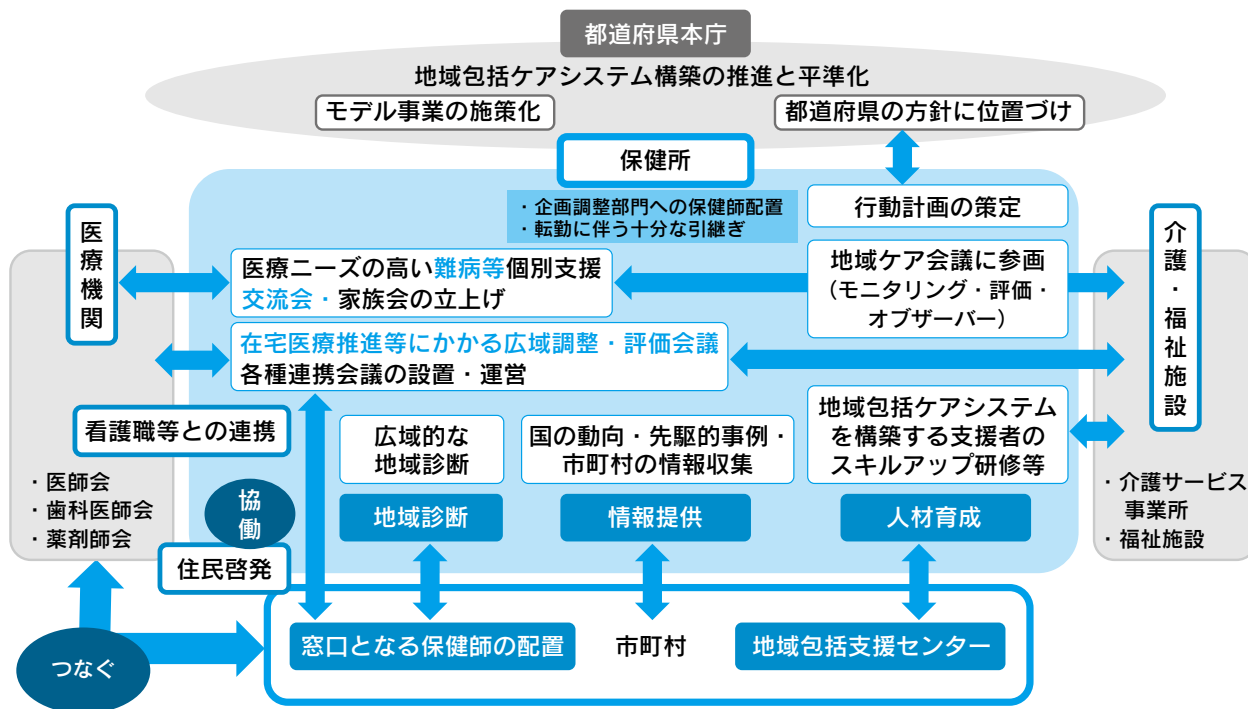 都道府県本庁
地域包括ケアシステム構築の推進と平準化
モデル事業の施策化
都道府県の方針に位置づけ
保健所
・企画調整部門への保健師配置
・転勤に伴う十分な引継ぎ
行動計画の策定
医療機関
医療ニーズの高い難病等個別支援
交流会・家族会の立上げ
地域ケア会議に参画
（モニタリング・評価・
オブザーバー）
介護・福祉施設
在宅医療推進等にかかる広域調整・評価会議
各種連携会議の設置・運営
看護職等との連携
広域的な
地域診断
国の動向・先駆的事例・
市町村の情報収集
地域包括ケアシステム
を構築する支援者の
スキルアップ研修等
・医師会
・歯科医師会
・薬剤師会
・介護サービス
事業所
・福祉施設
協
働
地域診断
情報提供
人材育成
住民啓発
つなぐ
窓口となる保健師の配置
市町村
地域包括支援センター